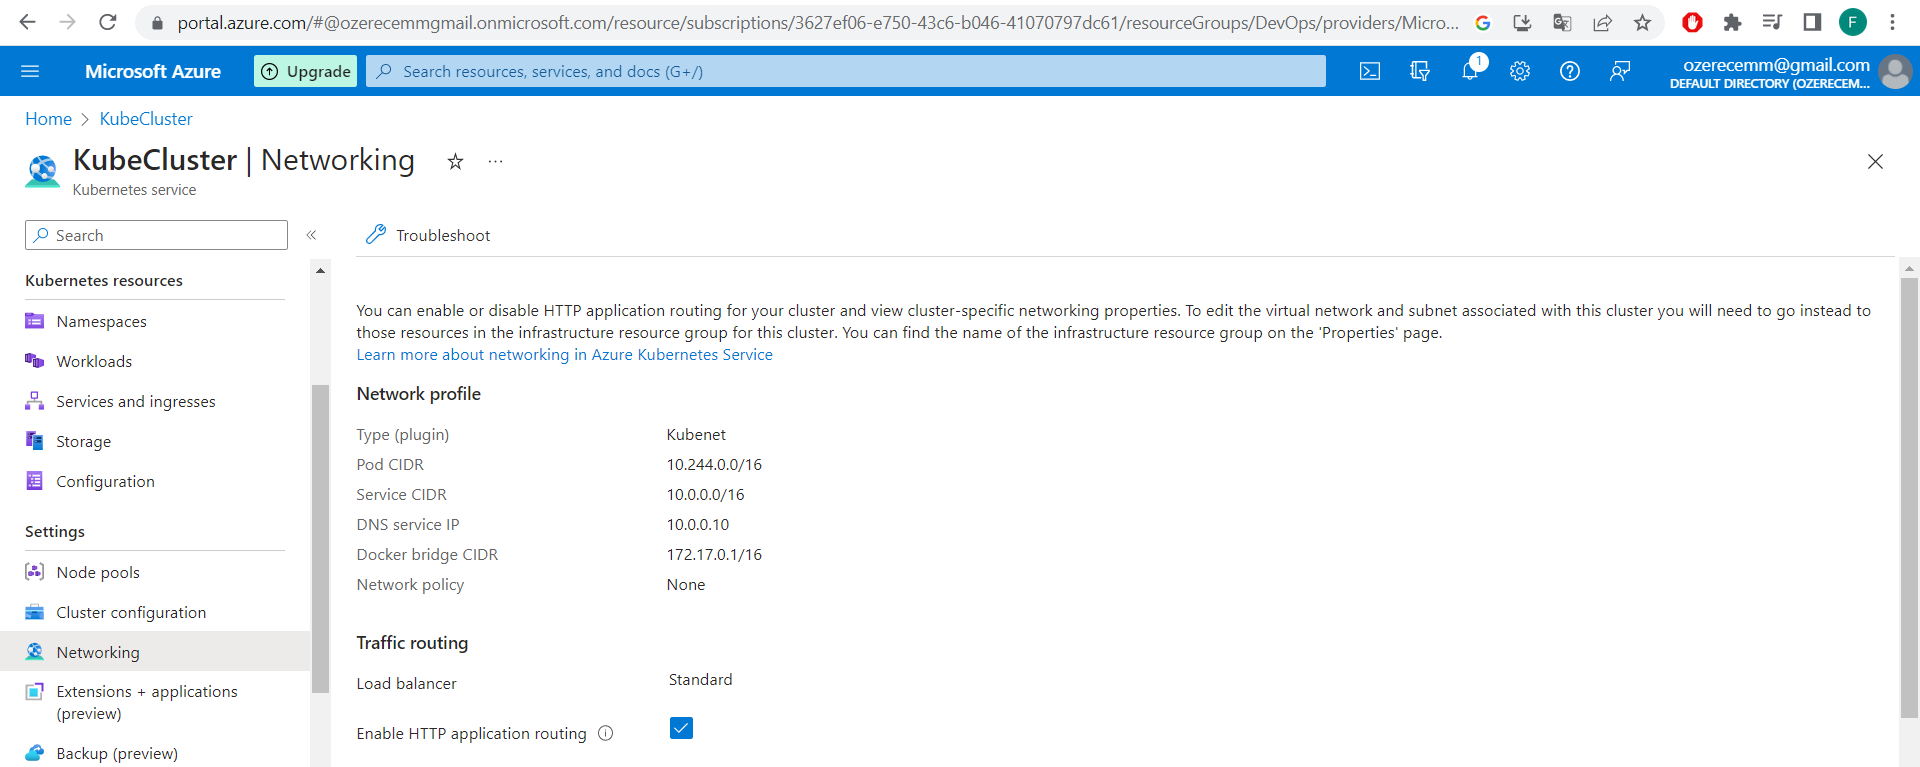 portal.azure.com/#@ozerecemmgmail.onmicrosoft.com/resource/subscriptions/3627ef06-e750-43c6-b046-41070797dc61/resourceGroups/DevOps/providers/Micro...
F
Microsoft Azure
Upgrade
Search resources, services, and docs (G+/)
1
ozerecemm@gmail.com
DEFAULT DIRECTORY (OZERECEM...
Home > KubeCluster
KubeCluster | Networking
Kubernetes service
Search
Troubleshoot
Kubernetes resources
Namespaces
Workloads
Services and ingresses
Storage
Configuration
Settings
Node pools
Cluster configuration
Networking
Extensions + applications
(preview)
Backup (preview)
You can enable or disable HTTP application routing for your cluster and view cluster-specific networking properties. To edit the virtual network and subnet associated with this cluster you will need to go instead to
those resources in the infrastructure resource group for this cluster. You can find the name of the infrastructure resource group on the 'Properties' page.
Learn more about networking in Azure Kubernetes Service
Network profile
Type (plugin) Kubenet
Pod CIDR 10.244.0.0/16
Service CIDR 10.0.0.0/16
DNS service IP 10.0.0.10
Docker bridge CIDR 172.17.0.1/16
Network policy None
Traffic routing
Load balancer Standard
Enable HTTP application routing